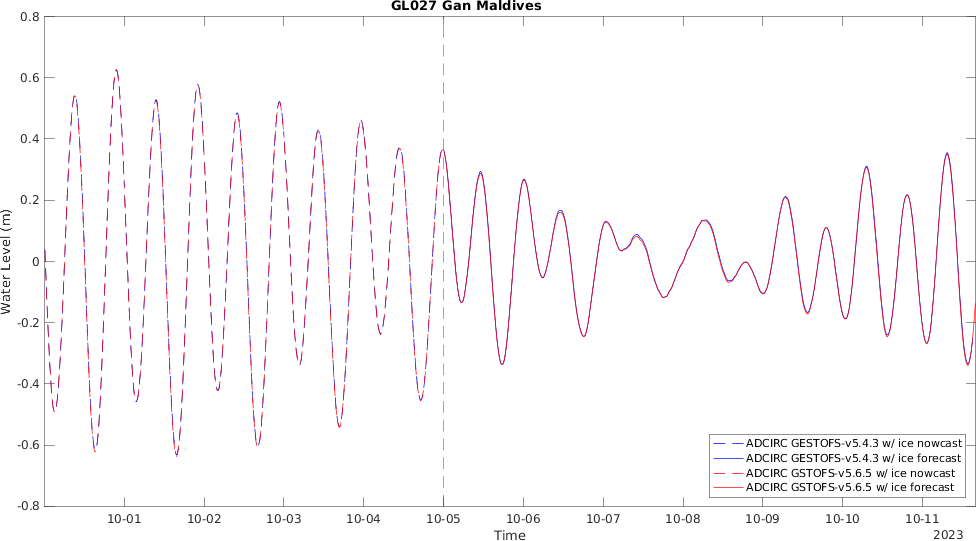 GL027 Gan Maldives
0.8
0.6
0.4
0.2
0
-0.2
-0.4
-0.6
-0.8
Water Level (m)
ADCIRC GESTOFS-v5.4.3 w/ ice nowcast
ADCIRC GESTOFS-v5.4.3 w/ ice forecast
ADCIRC GSTOFS-v5.6.5 w/ ice nowcast
ADCIRC GSTOFS-v5.6.5 w/ ice forecast
10-01 10-02 10-03 10-04 10-05 10-06 10-07 10-08 10-09 10-10 10-11
Time
2023